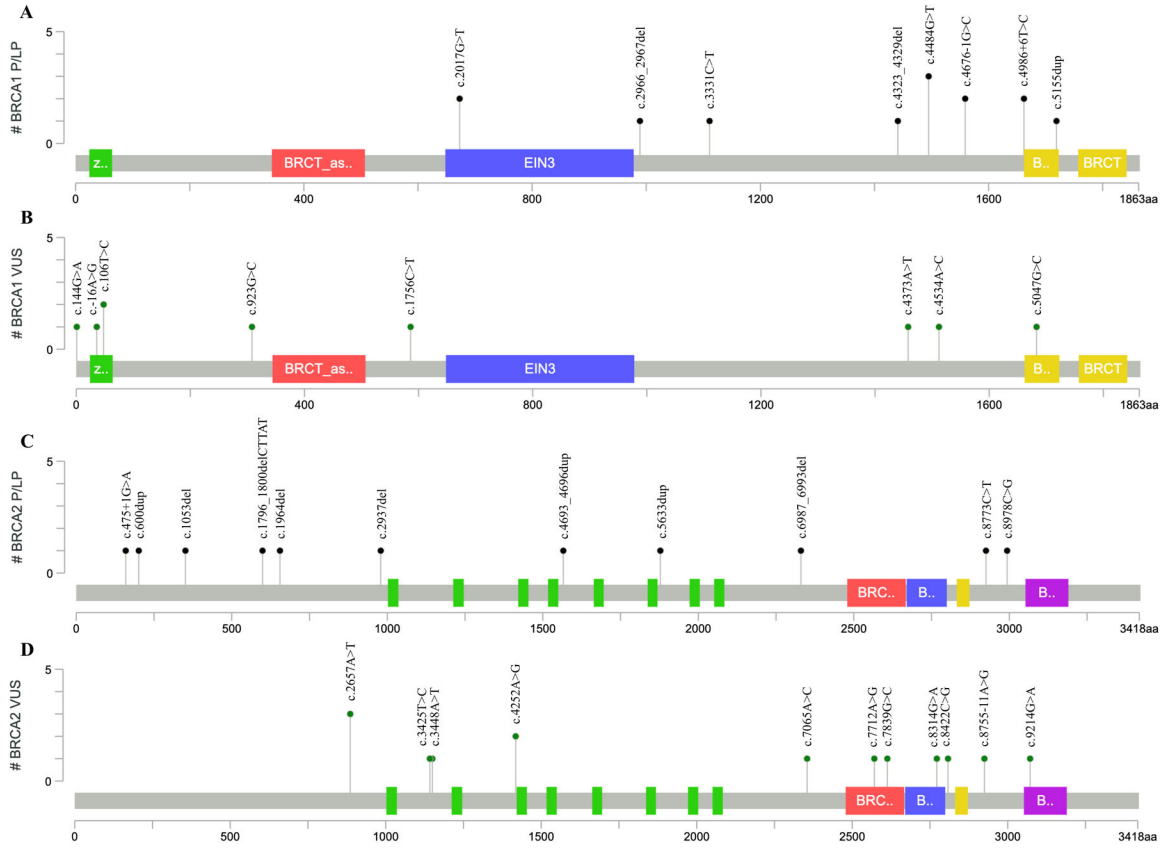 A
# BRCA1 P/LP
5
0
c.2017G>T
c.2966_2967del
c.3331C>T
c.4323_4329del
c.4484G>T
c.4676-1G>C
c.4986+6T>C
c.5155dup
z..
BRCT_as..
EIN3
B..
BRCT
0
400
800
1200
1600
1863aa
B
# BRCA1 VUS
5
0
c.144G>A
c.-16A>G
c.106T>C
c.923G>C
c.1756C>T
c.4373A>T
c.4534A>C
c.5047G>C
z..
BRCT_as..
EIN3
B..
BRCT
0
400
800
1200
1600
1863aa
C
# BRCA2 P/LP
5
0
c.475+1G>A
c.600dup
c.1053del
c.1796_1800delCTTAT
c.1964del
c.2937del
c.4693_4696dup
c.5633dup
c.6987_6993del
c.8773C>T
c.8978C>G
BRC..
B..
B..
0
500
1000
1500
2000
2500
3000
3418aa
D
# BRCA2 VUS
5
0
c.2657A>T
c.3425T>C
c.3448A>T
c.4252A>G
c.7065A>C
c.7712A>G
c.7839G>C
c.8314G>A
c.8422C>G
c.8755-11A>G
c.9214G>A
BRC..
B..
B..
0
500
1000
1500
2000
2500
3000
3418aa